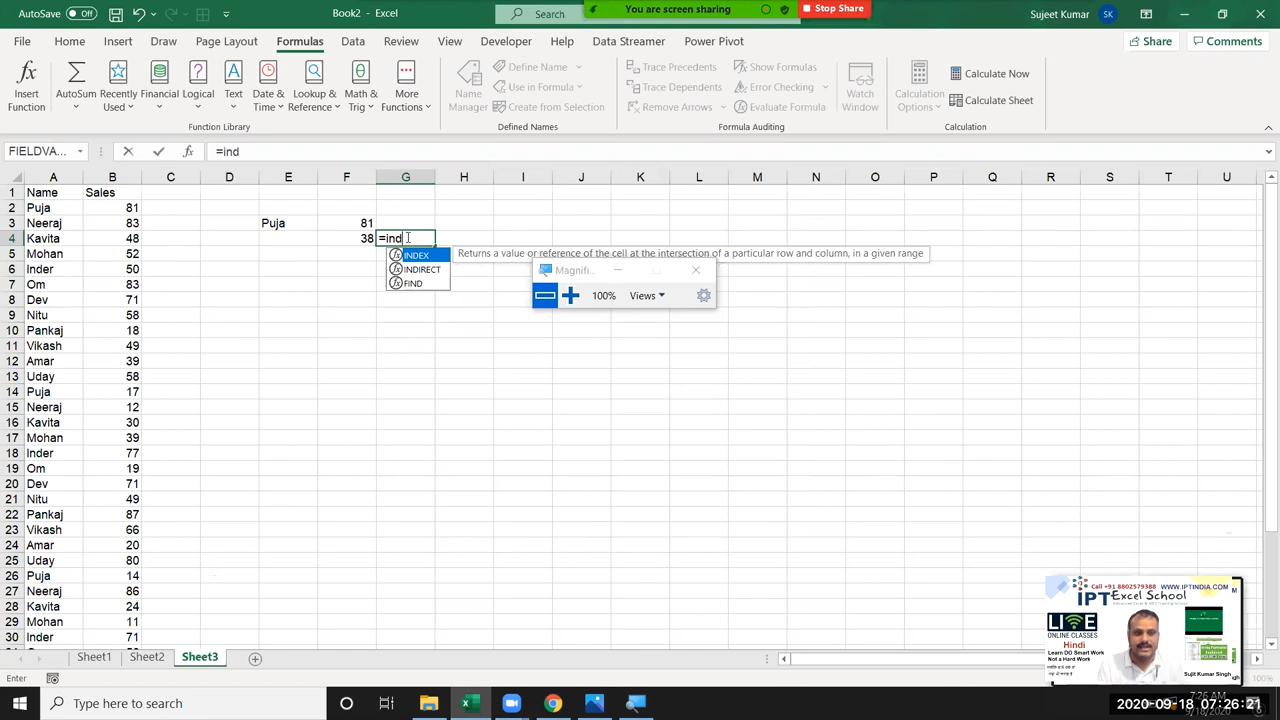 AutoSave Off Book2 - Excel Search You are screen sharing Stop Share Sujeet Kumar SK
File Home Insert Draw Page Layout Formulas Data Review View Developer Help Data Streamer Power Pivot Share Comments
Insert Function
AutoSum
Recently Used
Financial
Logical
Text
Date & Time
Lookup & Reference
Math & Trig
More Functions
Function Library
Name Manager
Define Name
Use in Formula
Create from Selection
Defined Names
Trace Precedents
Trace Dependents
Remove Arrows
Show Formulas
Error Checking
Evaluate Formula
Formula Auditing
Watch Window
Calculation Options
Calculate Now
Calculate Sheet
Calculation
FIELDVA... =ind
A B C D E F G H I J K L M N O P Q R S T U
1 Name Sales
2 Puja 81
3 Neeraj 83 Puja 81
4 Kavita 48 38 =ind
5 Mohan 52
6 Inder 50
7 Om 83
8 Dev 71
9 Nitu 58
10 Pankaj 18
11 Vikash 49
12 Amar 39
13 Uday 58
14 Puja 17
15 Neeraj 12
16 Kavita 30
17 Mohan 39
18 Inder 77
19 Om 19
20 Dev 71
21 Nitu 49
22 Pankaj 87
23 Vikash 66
24 Amar 20
25 Uday 80
26 Puja 14
27 Neeraj 86
28 Kavita 24
29 Mohan 11
30 Inder 71
INDEX
INDIRECT
FIND
Returns a value or reference of the cell at the intersection of a particular row and column, in a given range
Magnifi..
100% Views
Call +91 8802579388 WWW.IPTINDIA.COM
IPT Excel School
LIVE
ONLINE CLASSES
Hindi
Learn DO Smart Work
Not a Hard Work
Sujit Kumar Singh
Sheet1 Sheet2 Sheet3
Enter 100%
Type here to search
7:26 AM
2020-09-18 07:26:21
9/18/2020